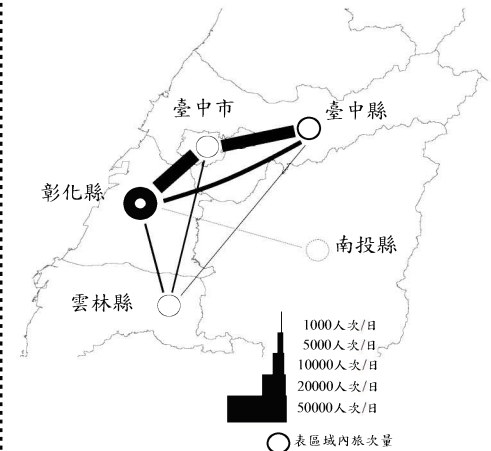 臺中市
臺中縣
彰化縣
南投縣
雲林縣
1000人次/日
5000人次/日
10000人次/日
20000人次/日
50000人次/日
表區域內旅次量